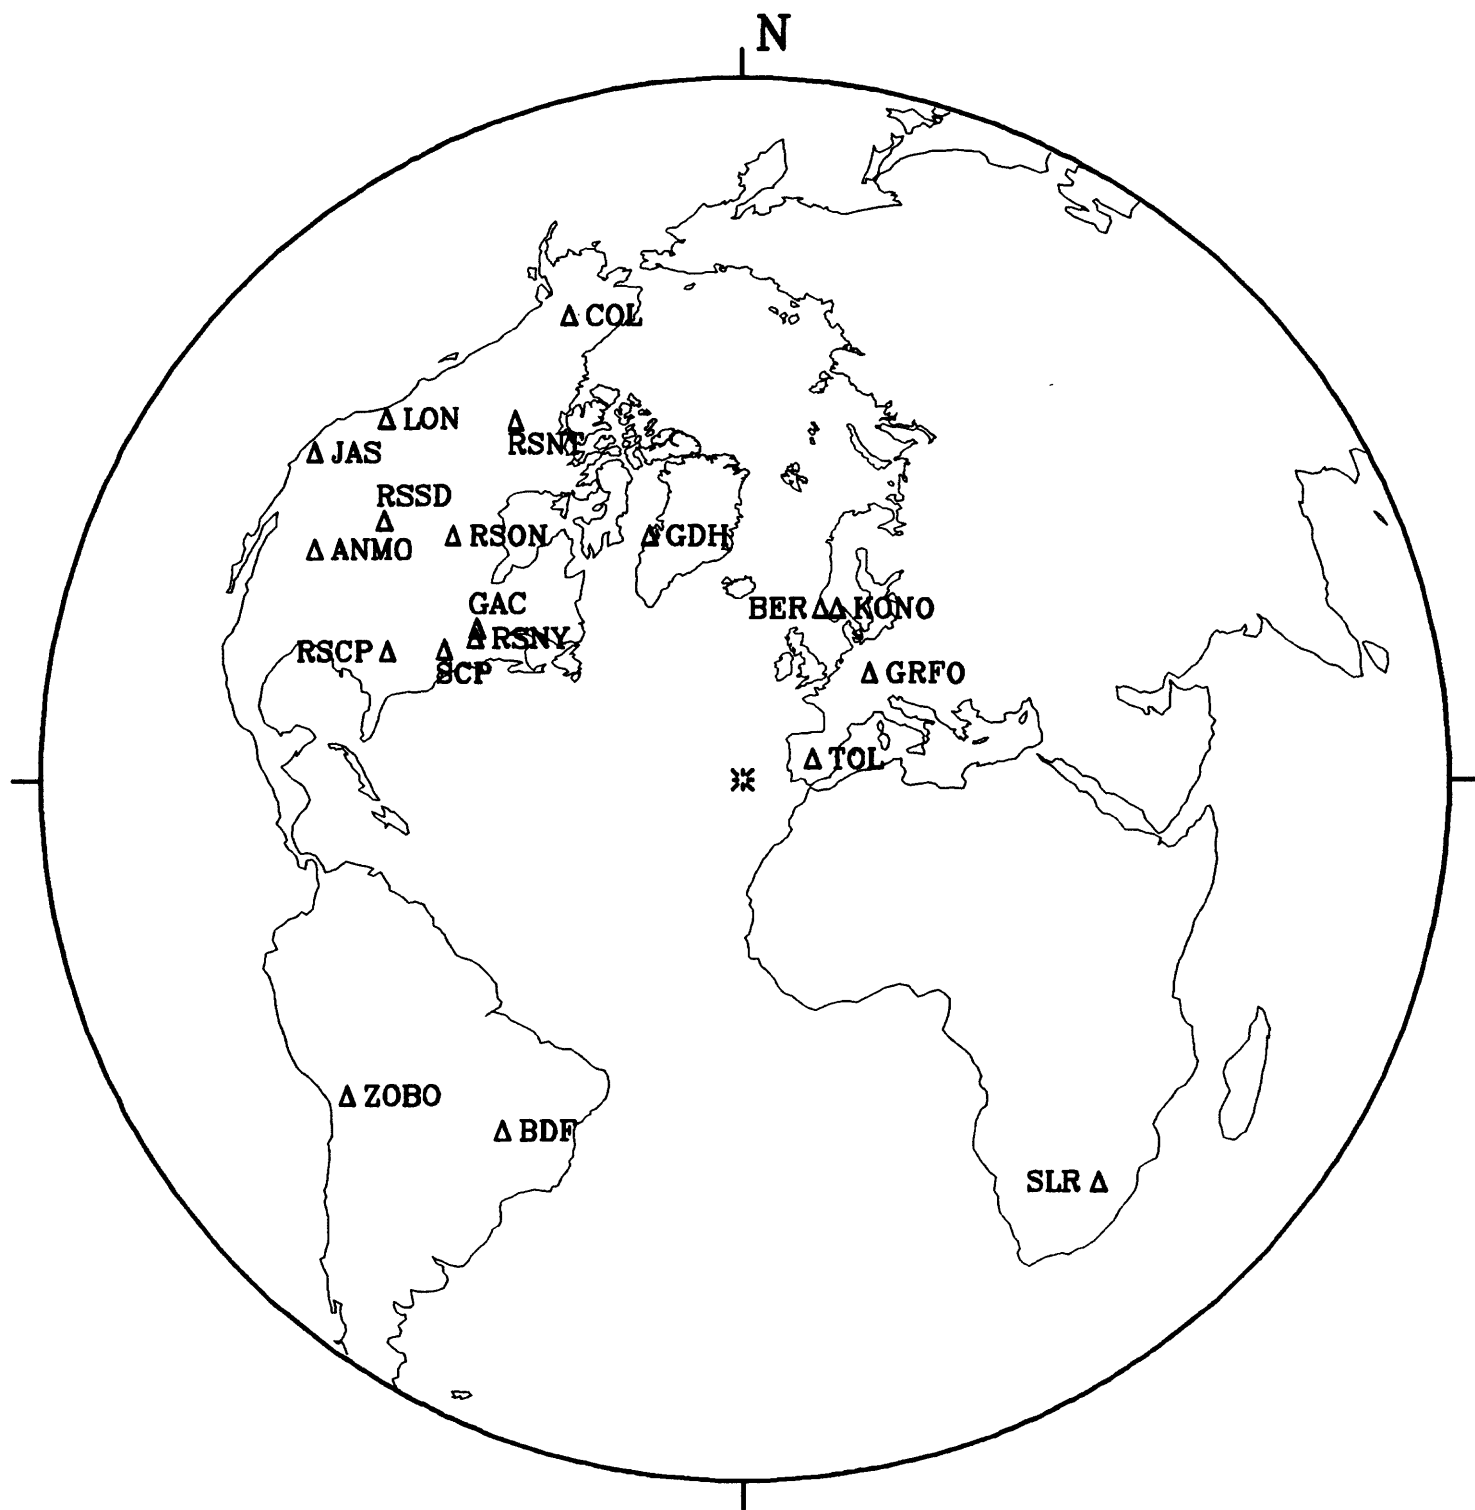 N
COL
LON
RSNT
JAS
RSSD
RSON
GDH
ANMO
GAC
BER
KONO
RSNY
RSCP
SCP
GRFO
TOL
ZOBO
BDF
SLR